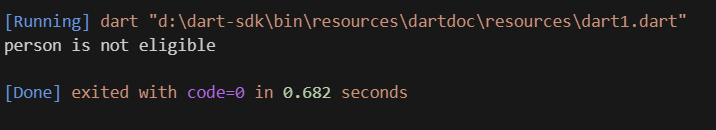 [Running] dart "d:\dart-sdk\bin\resources\dartdoc\resources\dart1.dart"
person is not eligible
[Done] exited with code=0 in 0.682 seconds